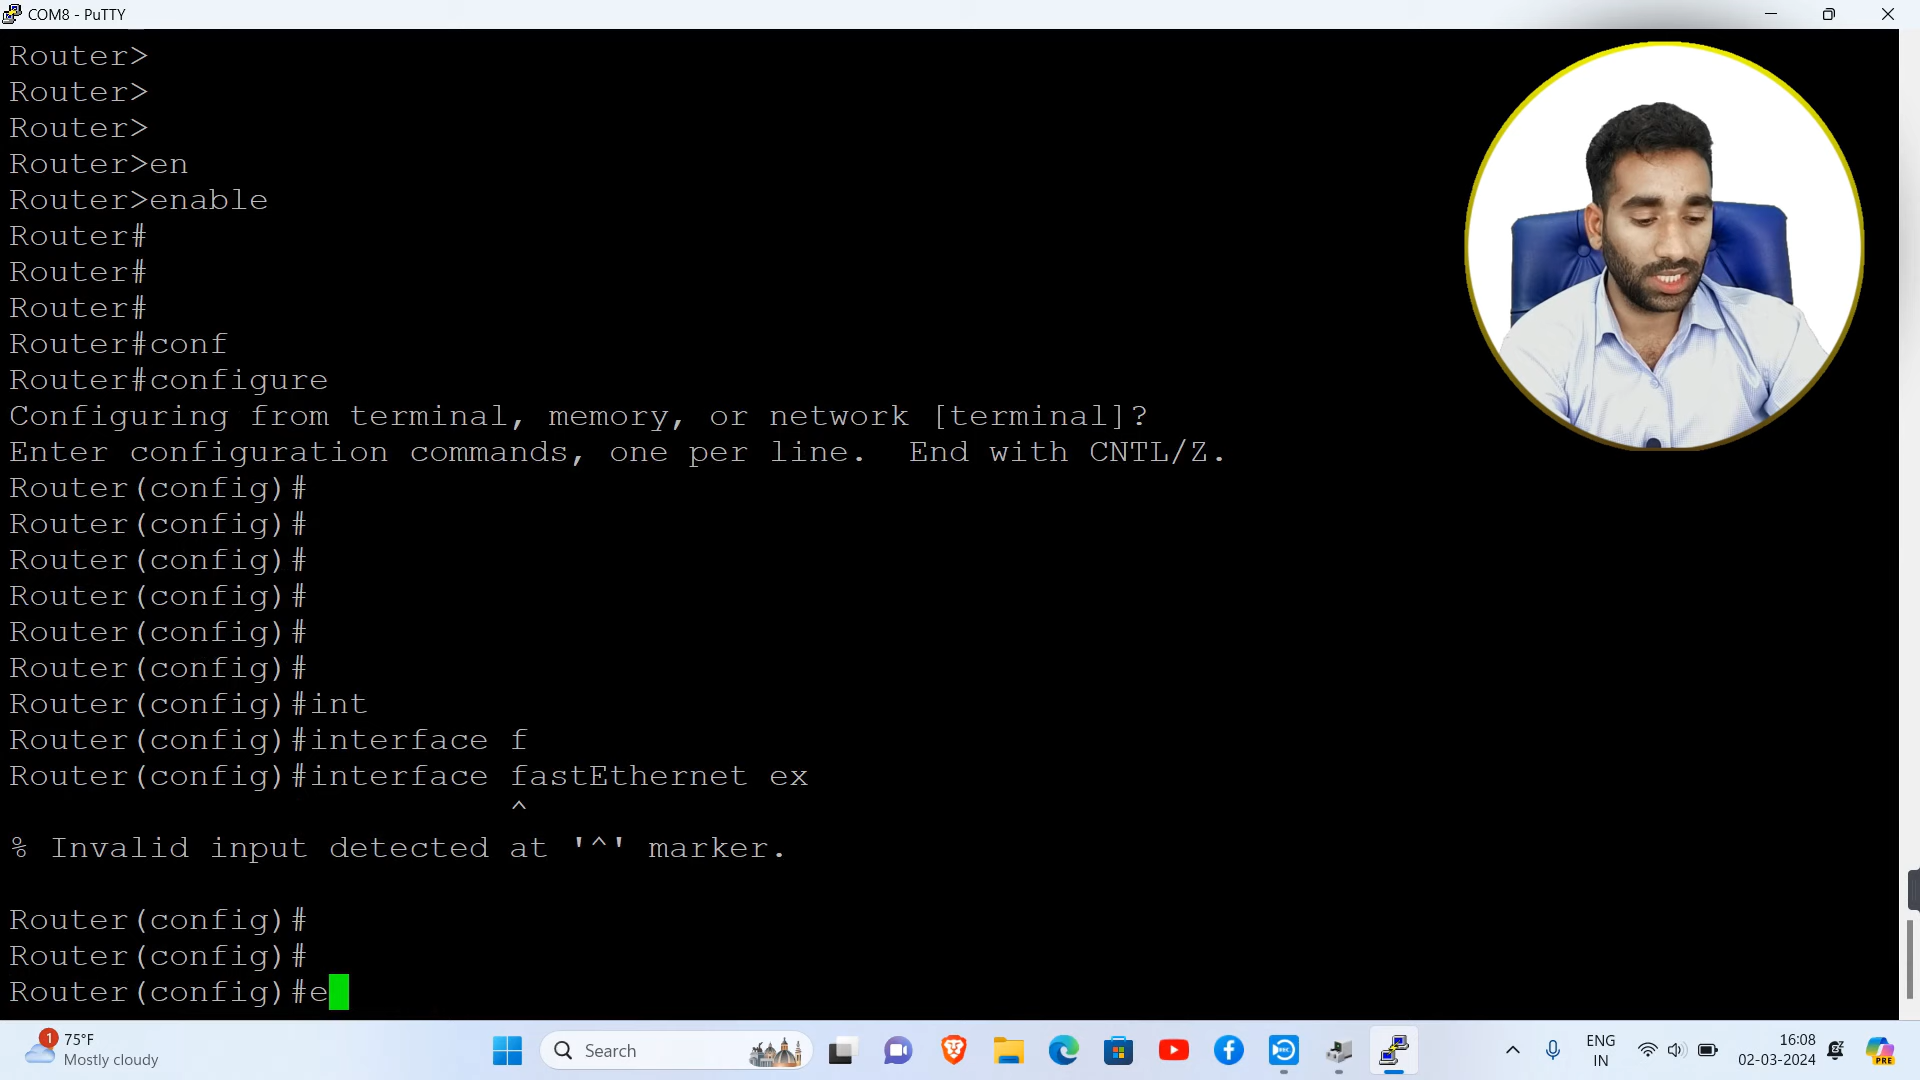 COM8 - PuTTY
Router>
Router>
Router>
Router>en
Router>enable
Router#
Router#
Router#
Router#conf
Router#configure
Configuring from terminal, memory, or network [terminal]?
Enter configuration commands, one per line.  End with CNTL/Z.
Router(config)#
Router(config)#
Router(config)#
Router(config)#
Router(config)#
Router(config)#
Router(config)#int
Router(config)#interface f
Router(config)#interface fastEthernet ex
^
% Invalid input detected at '^' marker.
Router(config)#
Router(config)#
Router(config)#e
1
75°F
Mostly cloudy
Search
ENG
IN
16:08
02-03-2024
PRE